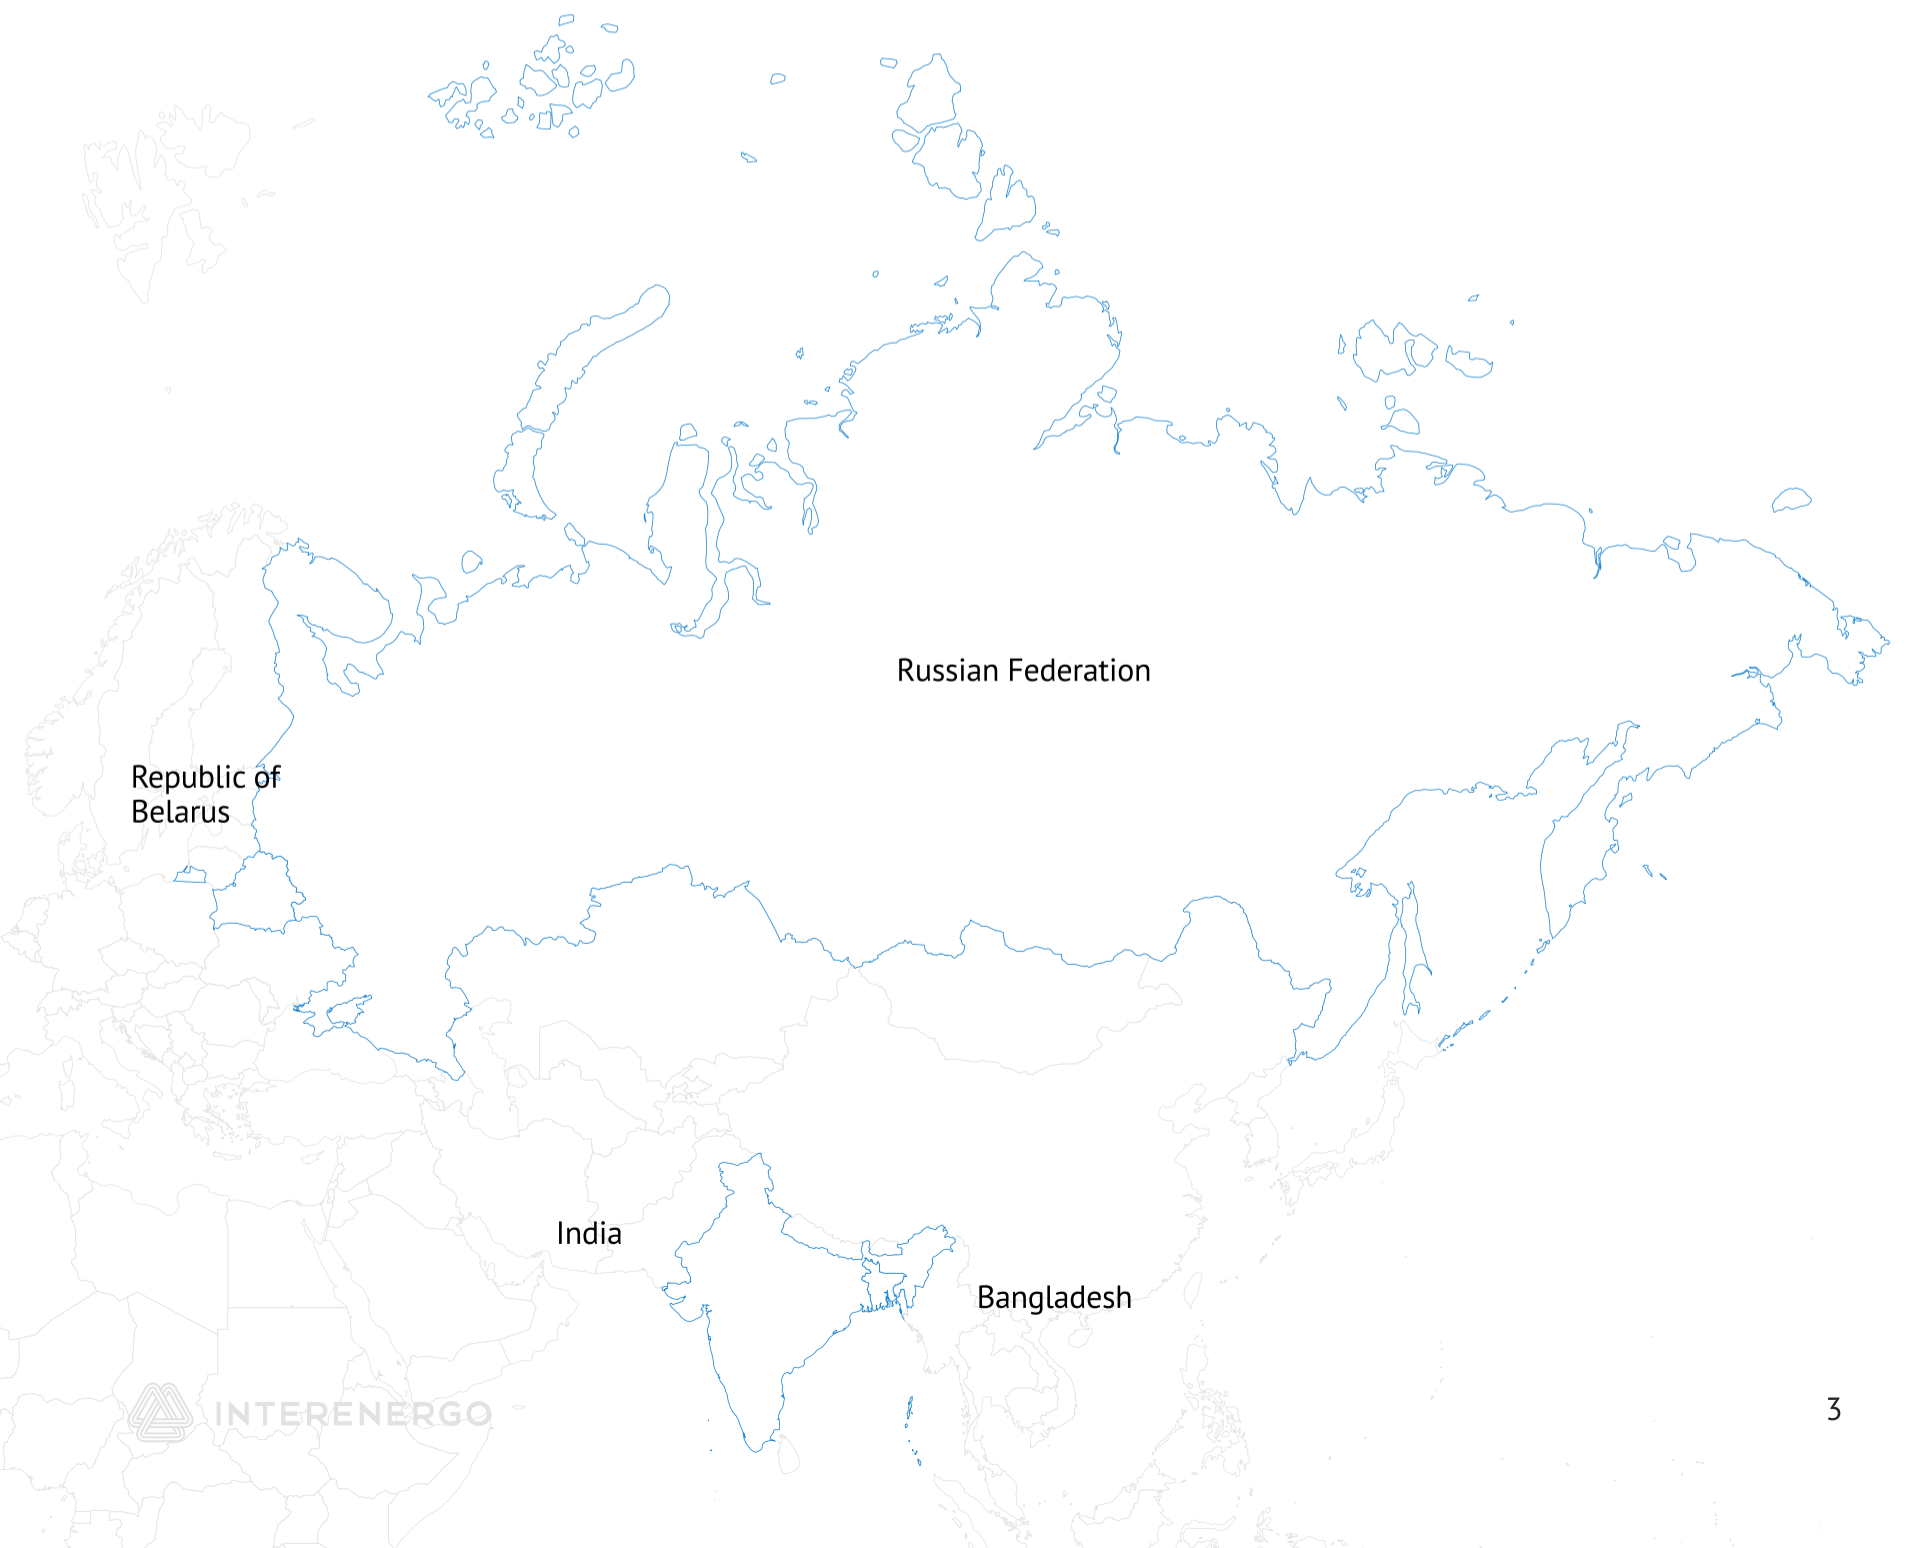 Russian Federation
Republic of
Belarus
India
Bangladesh
INTERENERGO
3